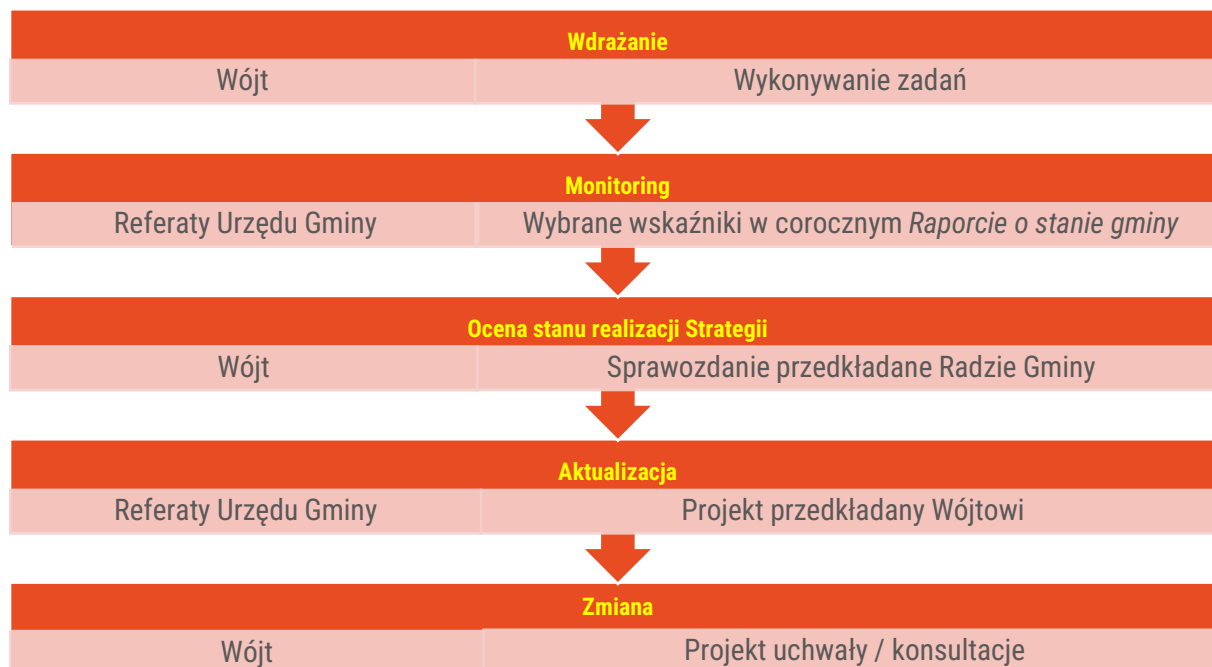 Wdrażanie
Wójt Wykonywanie zadań
Monitoring
Referaty Urzędu Gminy Wybrane wskaźniki w corocznym Raporcie o stanie gminy
Ocena stanu realizacji Strategii
Wójt Sprawozdanie przedkładane Radzie Gminy
Aktualizacja
Referaty Urzędu Gminy Projekt przedkładany Wójtowi
Zmiana
Wójt Projekt uchwały / konsultacje